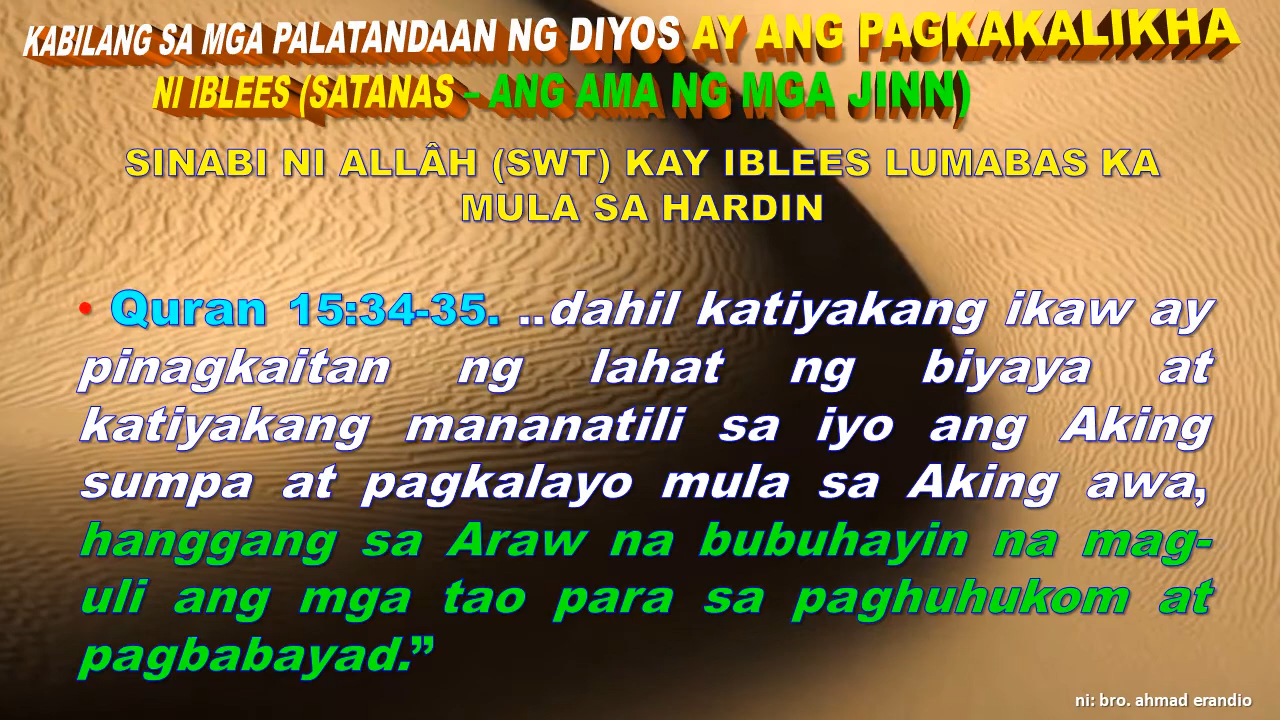 KABILANG SA MGA PALATANDAAN NG DIYOS AY ANG PAGKAKALIKHA
NI IBLEES (SATANAS – ANG AMA NG MGA JINN)
SINABI NI ALLÂH (SWT) KAY IBLEES LUMABAS KA
MULA SA HARDIN
• Quran 15:34-35. ..dahil katiyakang ikaw ay
pinagkaitan ng lahat ng biyaya at
katiyakang mananatili sa iyo ang Aking
sumpa at pagkalayo mula sa Aking awa,
hanggang sa Araw na bubuhayin na mag-
uli ang mga tao para sa paghuhukom at
pagbabayad.”
ni: bro. ahmad erandio